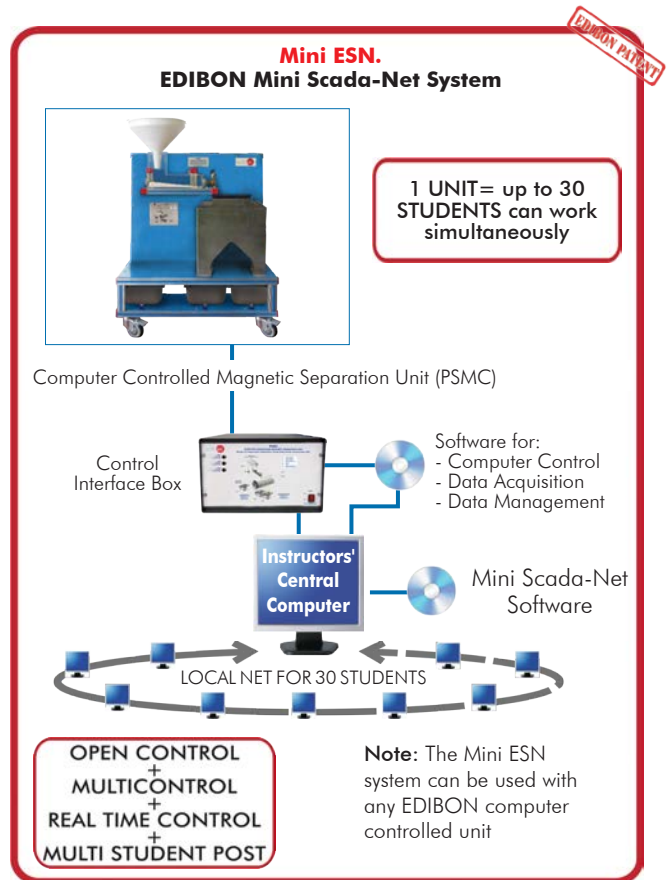 EDIBON PATENT
Mini ESN.
EDIBON Mini Scada-Net System
1 UNIT= up to 30
STUDENTS can work
simultaneously
Computer Controlled Magnetic Separation Unit (PSMC)
Control
Interface Box
Software for:
- Computer Control
- Data Acquisition
- Data Management
Instructors'
Central
Computer
Mini Scada-Net
Software
LOCAL NET FOR 30 STUDENTS
OPEN CONTROL
+
MULTICONTROL
+
REAL TIME CONTROL
+
MULTI STUDENT POST
Note: The Mini ESN
system can be used with
any EDIBON computer
controlled unit